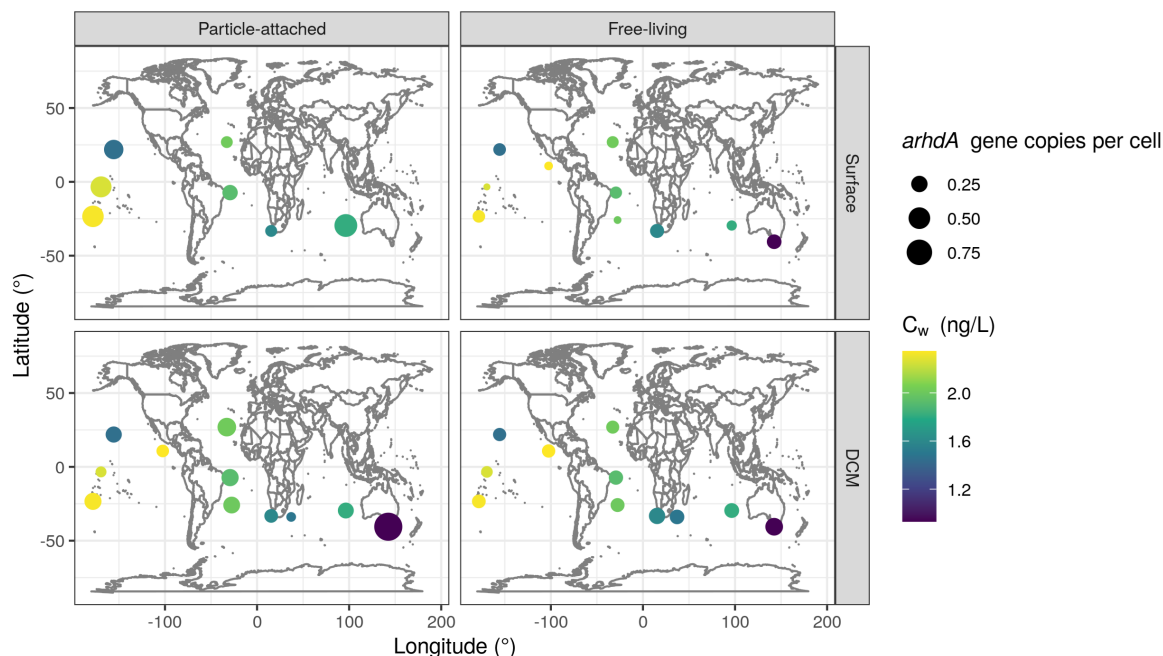 Particle-attached
Free-living
Surface
DCM
50
0
-50
50
0
-50
-100
0
100
200
-100
0
100
200
Latitude (°)
Longitude (°)
arhdA gene copies per cell
0.25
0.50
0.75
Cw (ng/L)
2.0
1.6
1.2